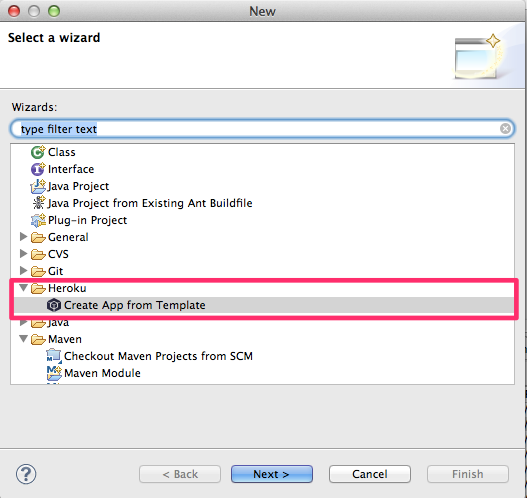 New
Select a wizard
Wizards:
type filter text
Class
Interface
Java Project
Java Project from Existing Ant Buildfile
Plug-in Project
General
CVS
Git
Heroku
Create App from Template
Java
Maven
Checkout Maven Projects from SCM
Maven Module
? < Back Next > Cancel Finish